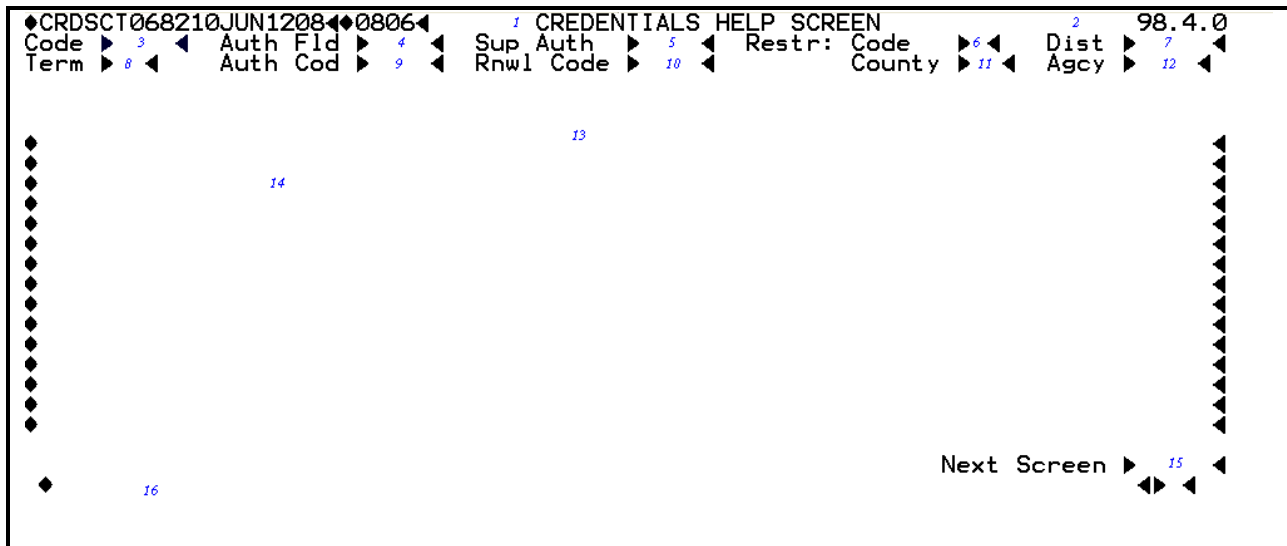 ◆CRDSCT068210JUN1208◀◆0806◀ 1 CREDENTIALS HELP SCREEN 2 98.4.0
Code ▶ 3 ◀ Auth Fld ▶ 4 ◀ Sup Auth ▶ 5 ◀ Restr: Code ▶6◀ Dist ▶ 7 ◀
Term ▶ 8 ◀ Auth Cod ▶ 9 ◀ Rnwl Code ▶ 10 ◀ County ▶ 11 ◀ Agcy ▶ 12 ◀
13
14
Next Screen ▶ 15 ◀
16